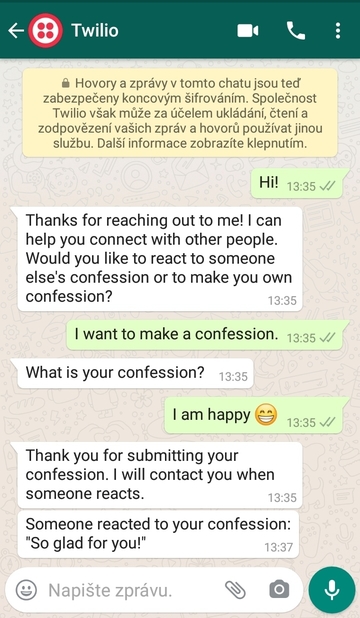 Twilio
Hovory a zprávy v tomto chatu jsou teď
zabezpečeny koncovým šifrováním. Společnost
Twilio však může za účelem ukládání, čtení a
zodpovězení vašich zpráv a hovorů používat jinou
službu. Další informace zobrazíte klepnutím.
Hi! 13:35
Thanks for reaching out to me! I can
help you connect with other people.
Would you like to react to someone
else's confession or to make you own
confession?
13:35
I want to make a confession. 13:35
What is your confession? 13:35
I am happy 😁 13:35
Thank you for submitting your
confession. I will contact you when
someone reacts.
13:35
Someone reacted to your confession:
"So glad for you!"
13:37
Napište zprávu.